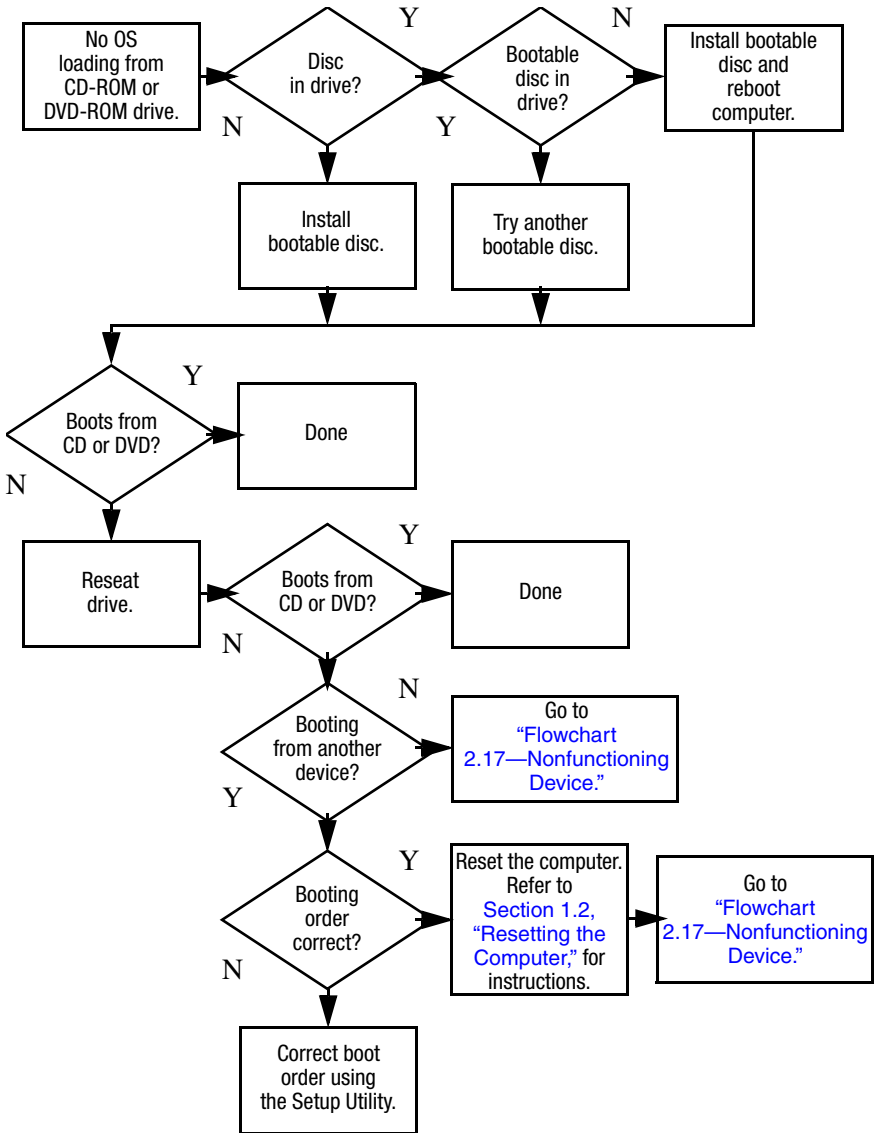 No OS
loading from
CD-ROM or
DVD-ROM drive.
Disc
in drive?
Y
N
Bootable
disc in
drive?
N
Y
Install bootable
disc and
reboot
computer.
Install
bootable disc.
Try another
bootable disc.
Boots from
CD or DVD?
Y
N
Done
Reseat
drive.
Boots from
CD or DVD?
Y
N
Done
Booting
from another
device?
N
Y
Go to
“Flowchart
2.17—Nonfunctioning
Device.”
Booting
order
correct?
Y
N
Reset the computer.
Refer to
Section 1.2,
“Resetting the
Computer,” for
instructions.
Go to
“Flowchart
2.17—Nonfunctioning
Device.”
Correct boot
order using
the Setup Utility.